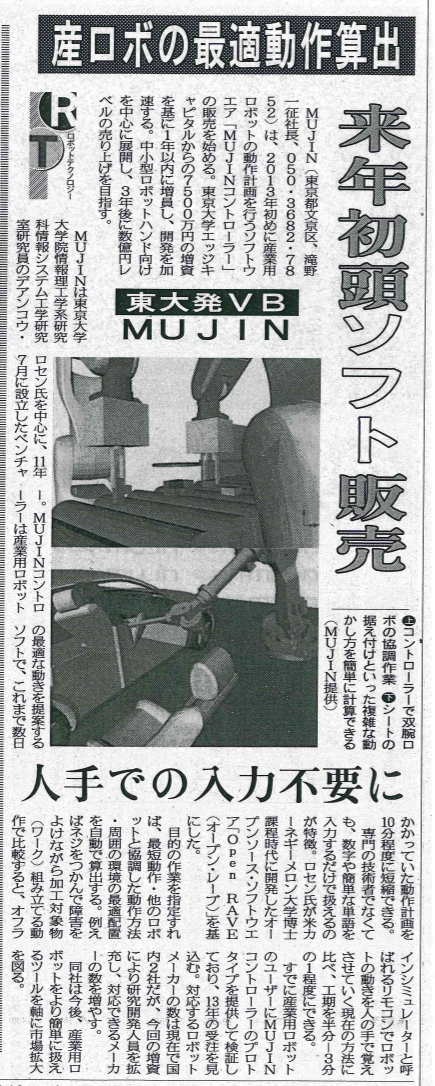 産ロボの最適動作算出
来年初頭ソフト販売
RT
ロボットテクノロジー
MUJIN（東京都文京区、滝野
一征社長、050・3682・78
52）は、2013年初めに産業用
ロボットの動作計画を行うソフトウ
エア「MUJINコントローラー」
の販売を始める。東京大学エッジキ
ャピタルからの7500万円の増資
を基に1年以内に増員し、開発を加
速する。中小型ロボットハンド向け
を中心に展開し、3年後に数億円レ
ベルの売り上げを目指す。
東大発VB
MUJIN
MUJINは東京大学
大学院情報理工学系研究
科情報システム工学研究
室研究員のデアンコウ・
ロセン氏を中心に、11年
7月に設立したベンチャ
ー。MUJINコントロ
ーラーは産業用ロボット
の最適な動きを提案する
ソフトで、これまで数日
㊤コントローラーで双腕ロ
ボの協調作業㊦シートの
据え付けといった複雑な動
かし方を簡単に計算できる
（MUJIN提供）
人手での入力不要に
かかっていた動作計画を
10分程度に短縮できる。
専門の技術者でなくて
も、数字や簡単な単語を
入力するだけで扱えるの
が特徴。ロセン氏が米カ
ーネギーメロン大学博士
課程時代に開発したオー
プンソース・ソフトウエ
ア「Open RAVE
（オープン・レーブ）を基
にした。
目的の作業を指定すれ
ば、最短動作・他のロボ
ットと協調した動作方法
・周囲の環境の最適配置
を自動で算出する。例え
ばネジをつかんで障害を
よけながら加工対象物
（ワーク）組み立てる動
作で比較すると、オフラ
インシミュレーターと呼
ばれるリモコンでロボッ
トの動きを人の手で覚え
させていく現在の方法に
比べ、工期を半分―3分
の1程度にできる。
すでに産業用ロボット
のユーザーにMUJIN
コントローラーのプロト
タイプを提供して検証し
ており、13年の受注を見
込む。対応するロボット
メーカーの数は現在で国
内2社だが、今回の増資
により研究開発人員を拡
充し、対応できるメーカ
ーの数を増やす。
同社は今後、産業用ロ
ボットをより簡単に扱え
るツールを軸に市場拡大
を図る。